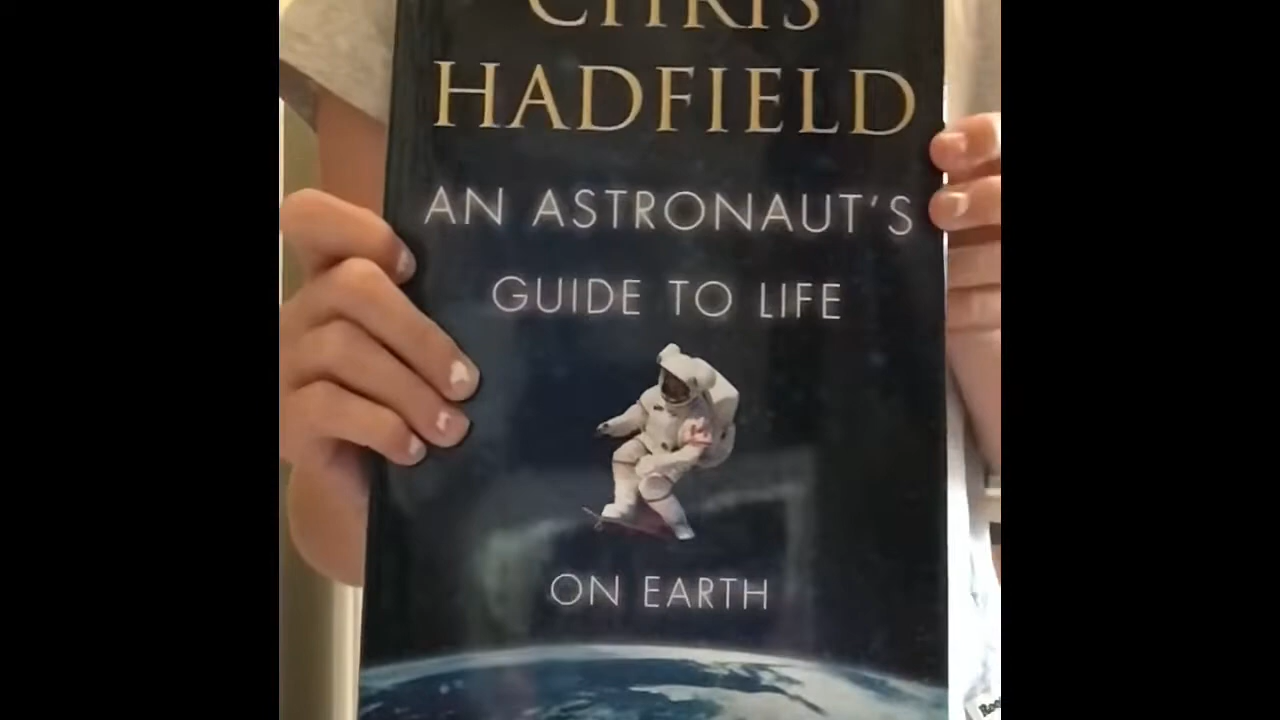 CHRIS
HADFIELD
AN ASTRONAUT'S
GUIDE TO LIFE
ON EARTH